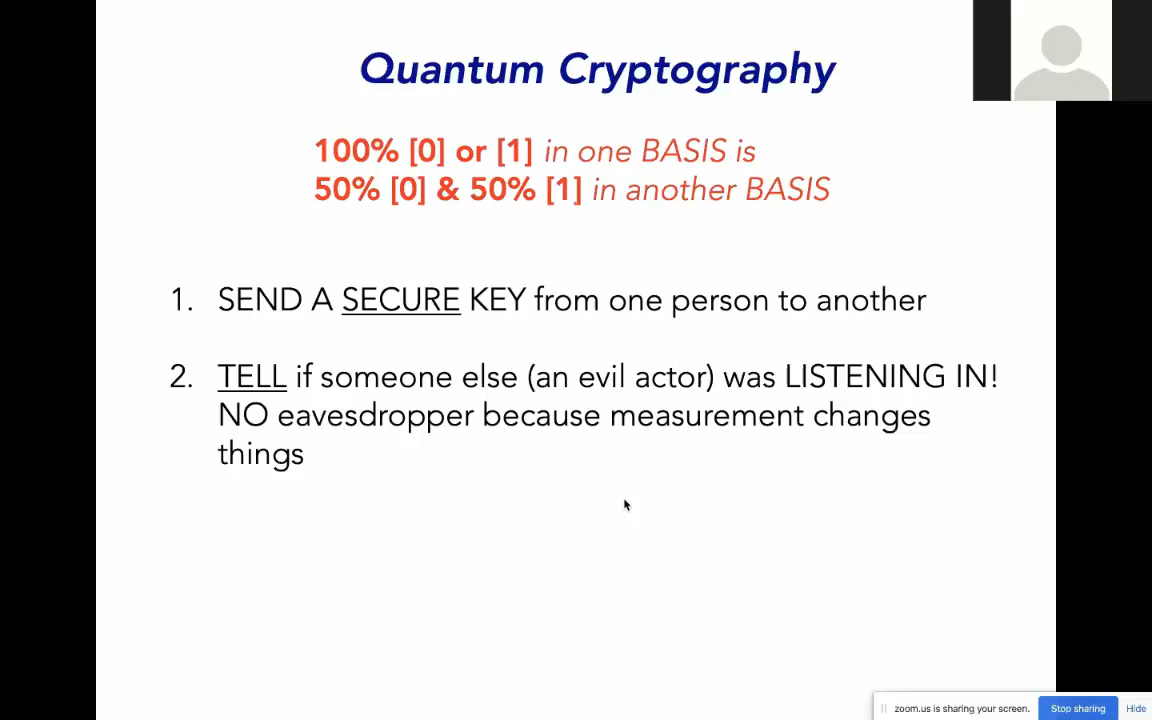 Quantum Cryptography
100% [0] or [1] in one BASIS is
50% [0] & 50% [1] in another BASIS
1. SEND A SECURE KEY from one person to another
2. TELL if someone else (an evil actor) was LISTENING IN!
NO eavesdropper because measurement changes
things
zoom.us is sharing your screen. Stop sharing Hide